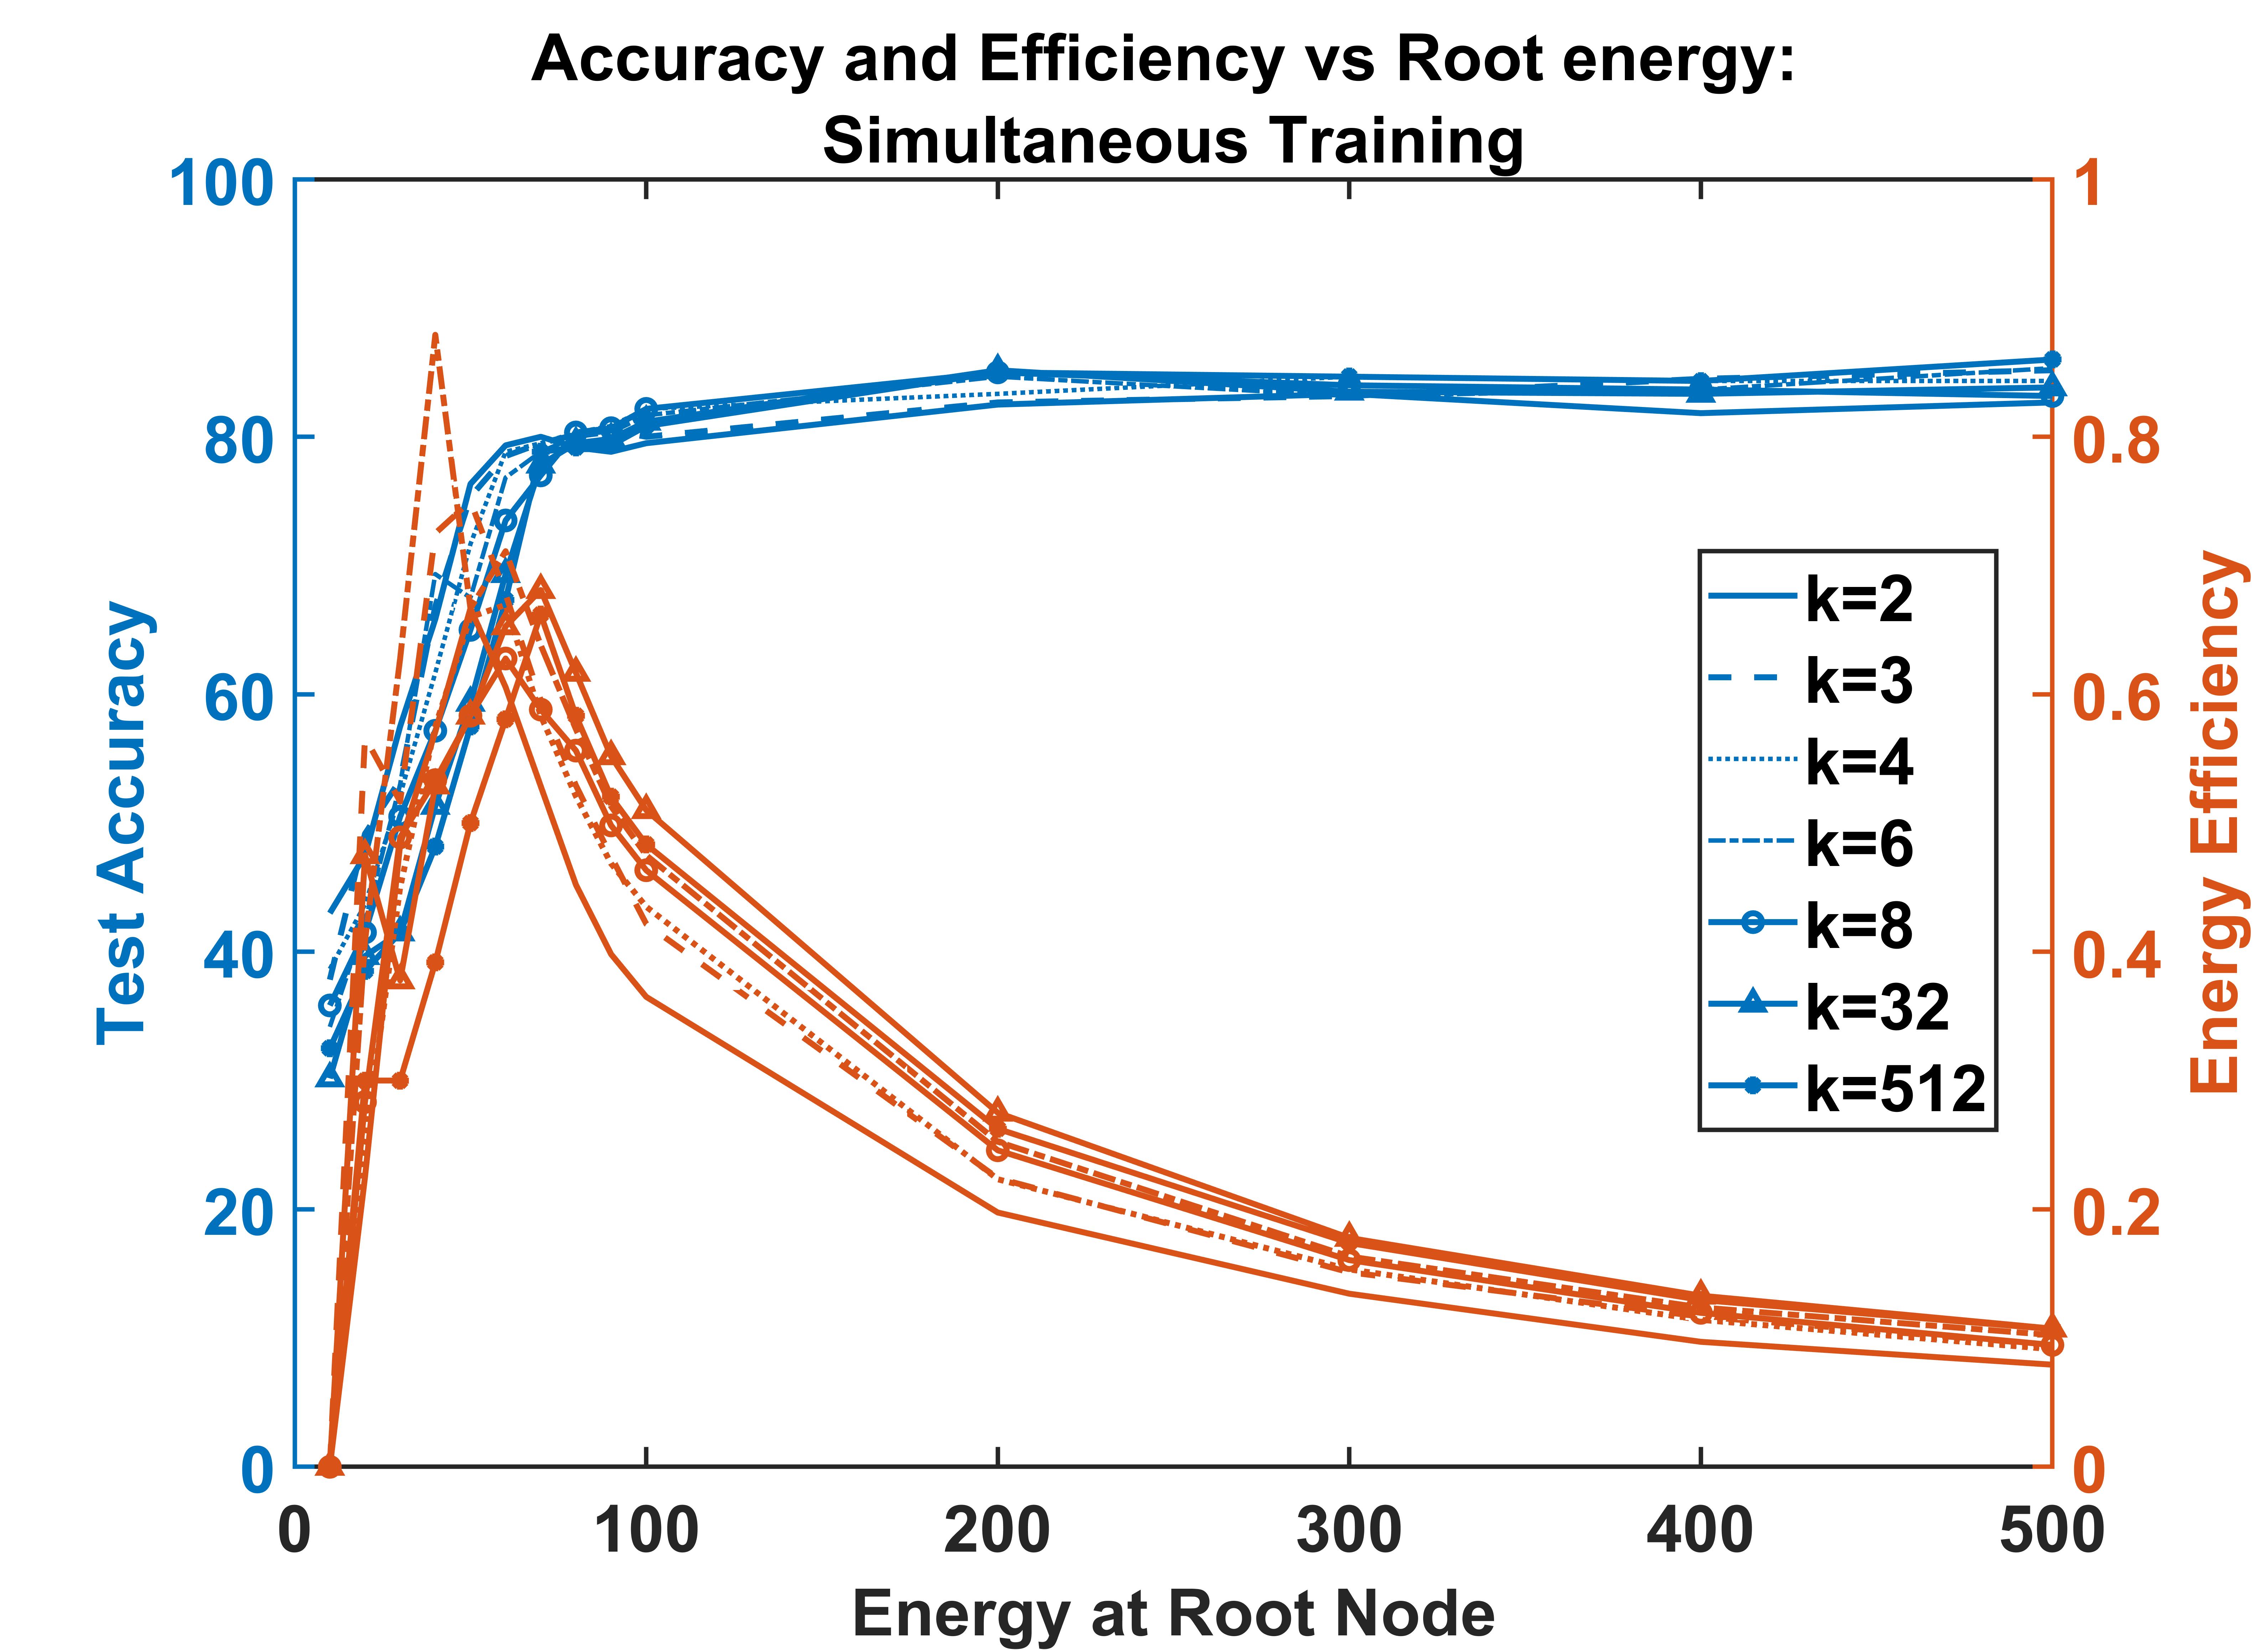 Accuracy and Efficiency vs Root energy:
Simultaneous Training
100
80
60
40
20
0
Test Accuracy
1
0.8
0.6
0.4
0.2
0
Energy Efficiency
k=2
k=3
k=4
k=6
k=8
k=32
k=512
0
100
200
300
400
500
Energy at Root Node